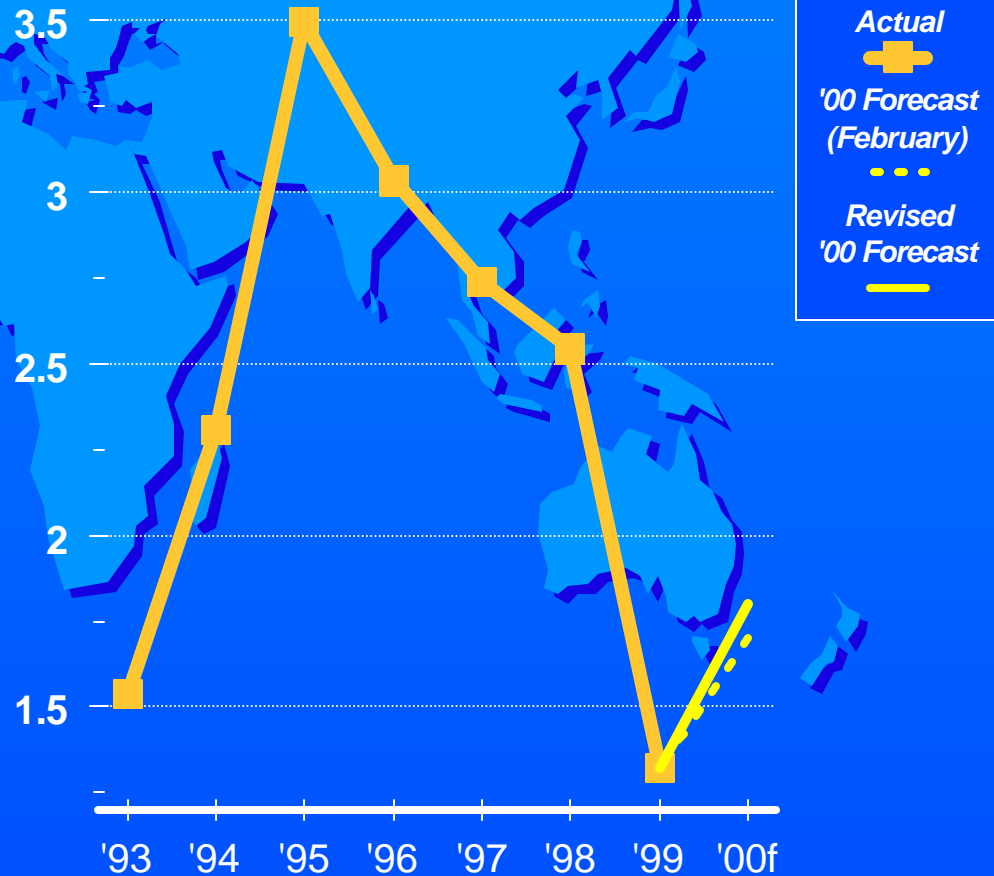 Actual
'00 Forecast
(February)
Revised
'00 Forecast
3.5
3
2.5
2
1.5
'93 '94 '95 '96 '97 '98 '99 '00f